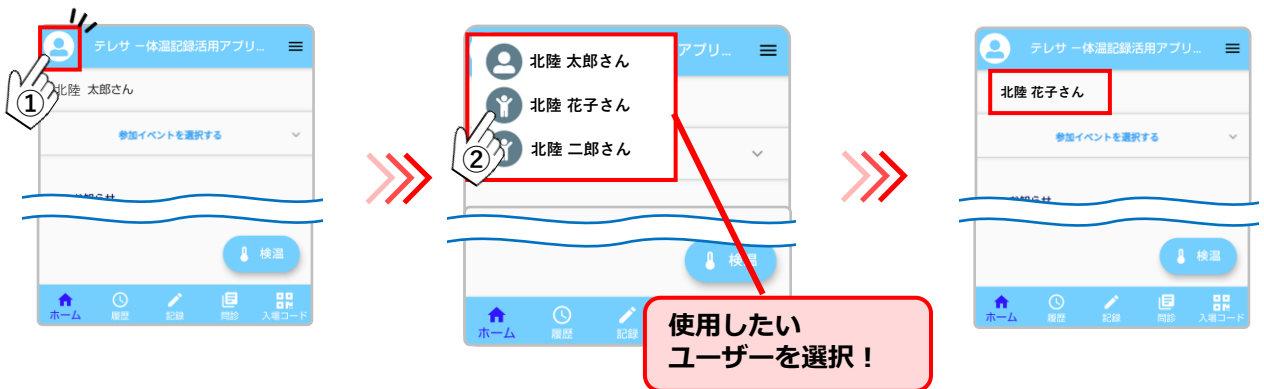 テレサ ー体温記録活用アプリ...
①
北陸 太郎さん
参加イベントを選択する
検温
ホーム
履歴
記録
問診
入場コード
アプリ...
北陸 太郎さん
北陸 花子さん
②
北陸 二郎さん
検温
ホーム
履歴
記録
使用したい
ユーザーを選択！
テレサ ー体温記録活用アプリ...
北陸 花子さん
参加イベントを選択する
検温
ホーム
履歴
記録
問診
入場コード